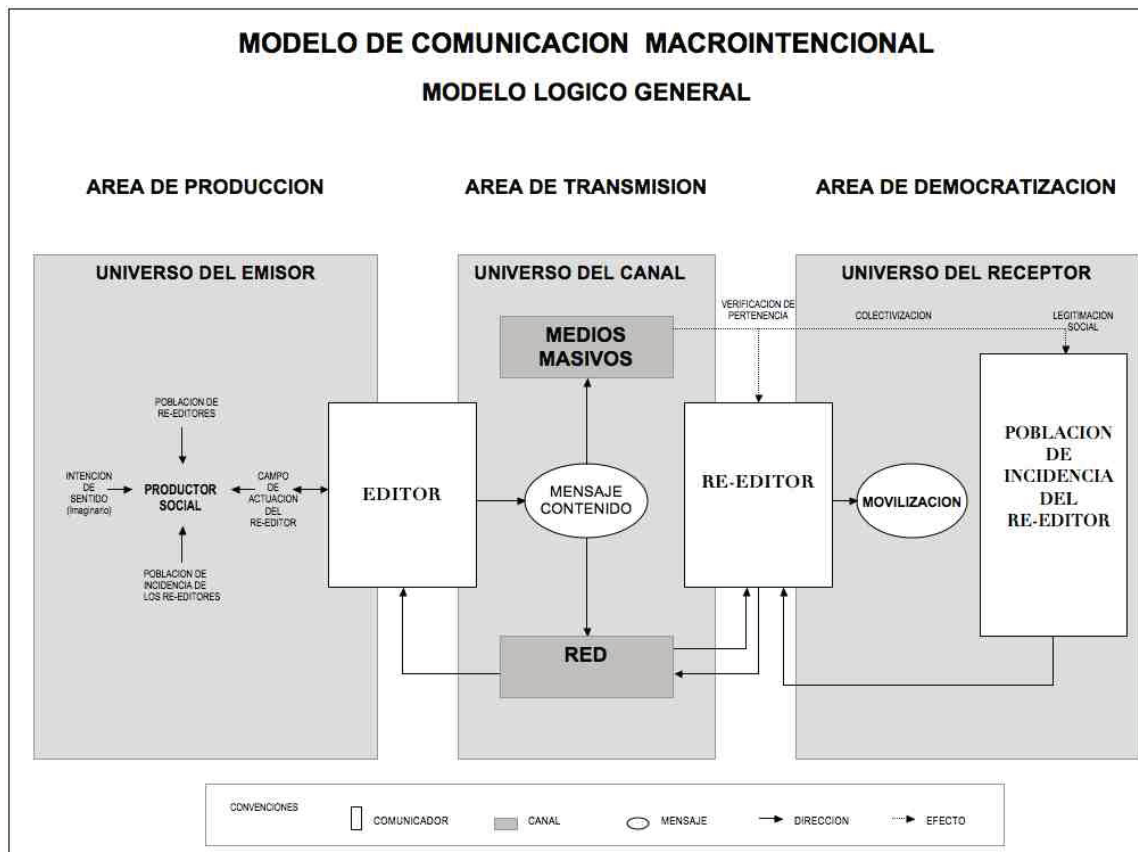 MODELO DE COMUNICACION MACROINTENCIONAL
MODELO LOGICO GENERAL
AREA DE PRODUCCION
AREA DE TRANSMISION
AREA DE DEMOCRATIZACION
UNIVERSO DEL EMISOR
UNIVERSO DEL CANAL
UNIVERSO DEL RECEPTOR
POBLACION DE
RE-EDITORES
INTENCION
DE
SENTIDO
(Imaginario)
PRODUCTOR
SOCIAL
CAMPO
DE
ACTUACION
DEL
RE-EDITOR
POBLACION DE
INCIDENCIA DE
LOS RE-EDITORES
EDITOR
MEDIOS
MASIVOS
MENSAJE
CONTENIDO
RED
VERIFICACION DE
PERTENENCIA
COLECTIVIZACION
LEGITIMACION
SOCIAL
RE-EDITOR
MOVILIZACION
POBLACION
DE
INCIDENCIA
DEL
RE-EDITOR
CONVENCIONES
COMUNICADOR
CANAL
MENSAJE
DIRECCION
EFECTO